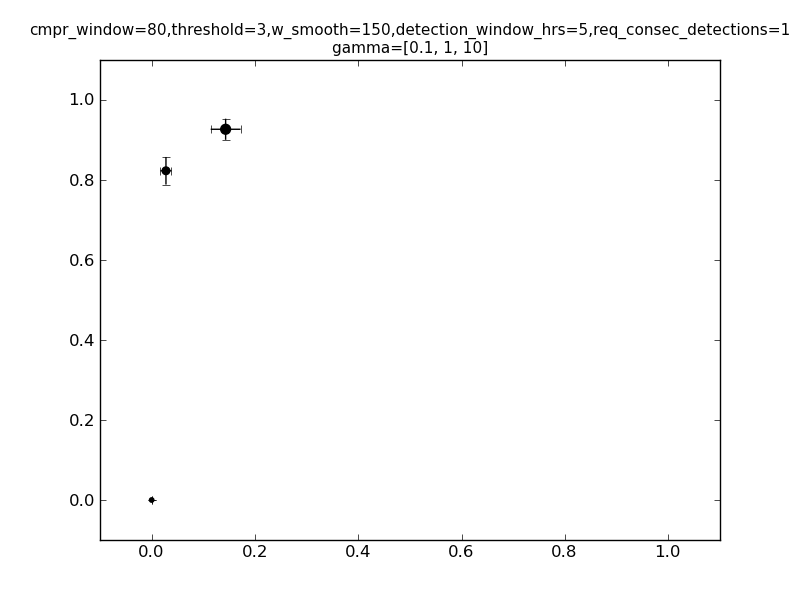 cmpr_window=80,threshold=3,w_smooth=150,detection_window_hrs=5,req_consec_detections=1
gamma=[0.1, 1, 10]
1.0
0.8
0.6
0.4
0.2
0.0
0.0 0.2 0.4 0.6 0.8 1.0